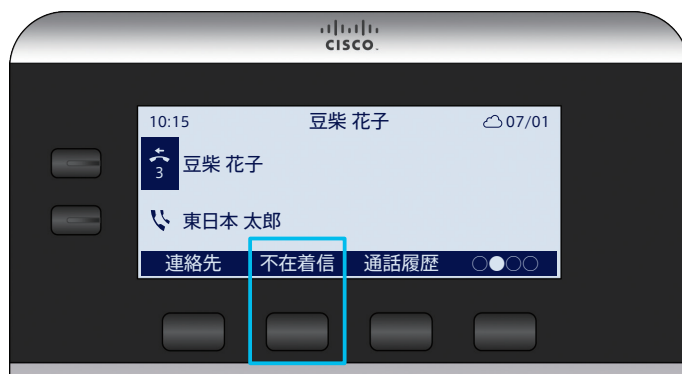 CISCO.
10:15 豆柴 花子 07/01
3 豆柴 花子
東日本 太郎
連絡先 不在着信 通話履歴